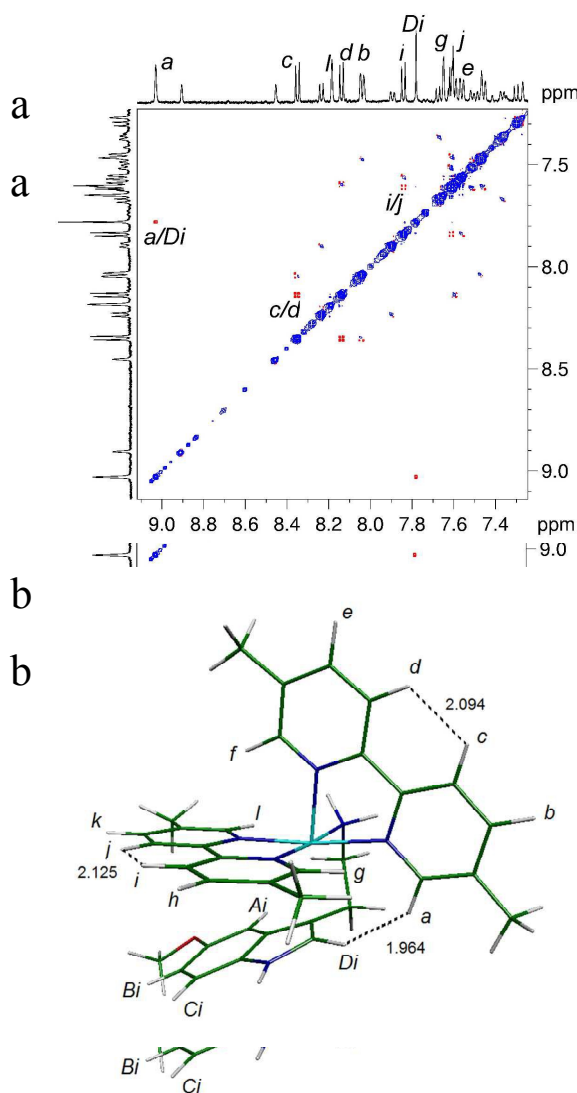 a
a
a c l d b i Di g j e
ppm
7.5
8.0
8.5
9.0
ppm
a/Di
i/j
c/d
9.0 8.8 8.6 8.4 8.2 8.0 7.8 7.6 7.4
9.0
b
b
e
d
2.094
c
f
b
k
l
j
2.125
i
h
g
a
Ai
1.964
Di
Bi
Ci
Bi
Ci